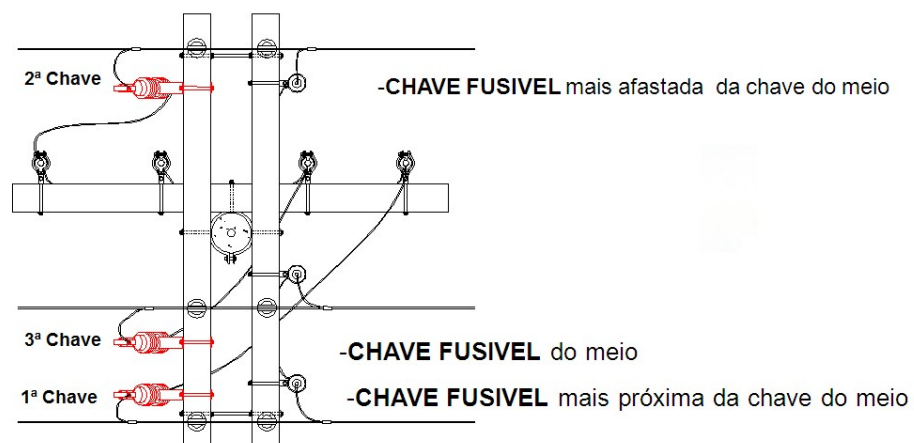 2ª Chave
-CHAVE FUSIVEL mais afastada da chave do meio
3ª Chave
-CHAVE FUSIVEL do meio
1ª Chave
-CHAVE FUSIVEL mais próxima da chave do meio